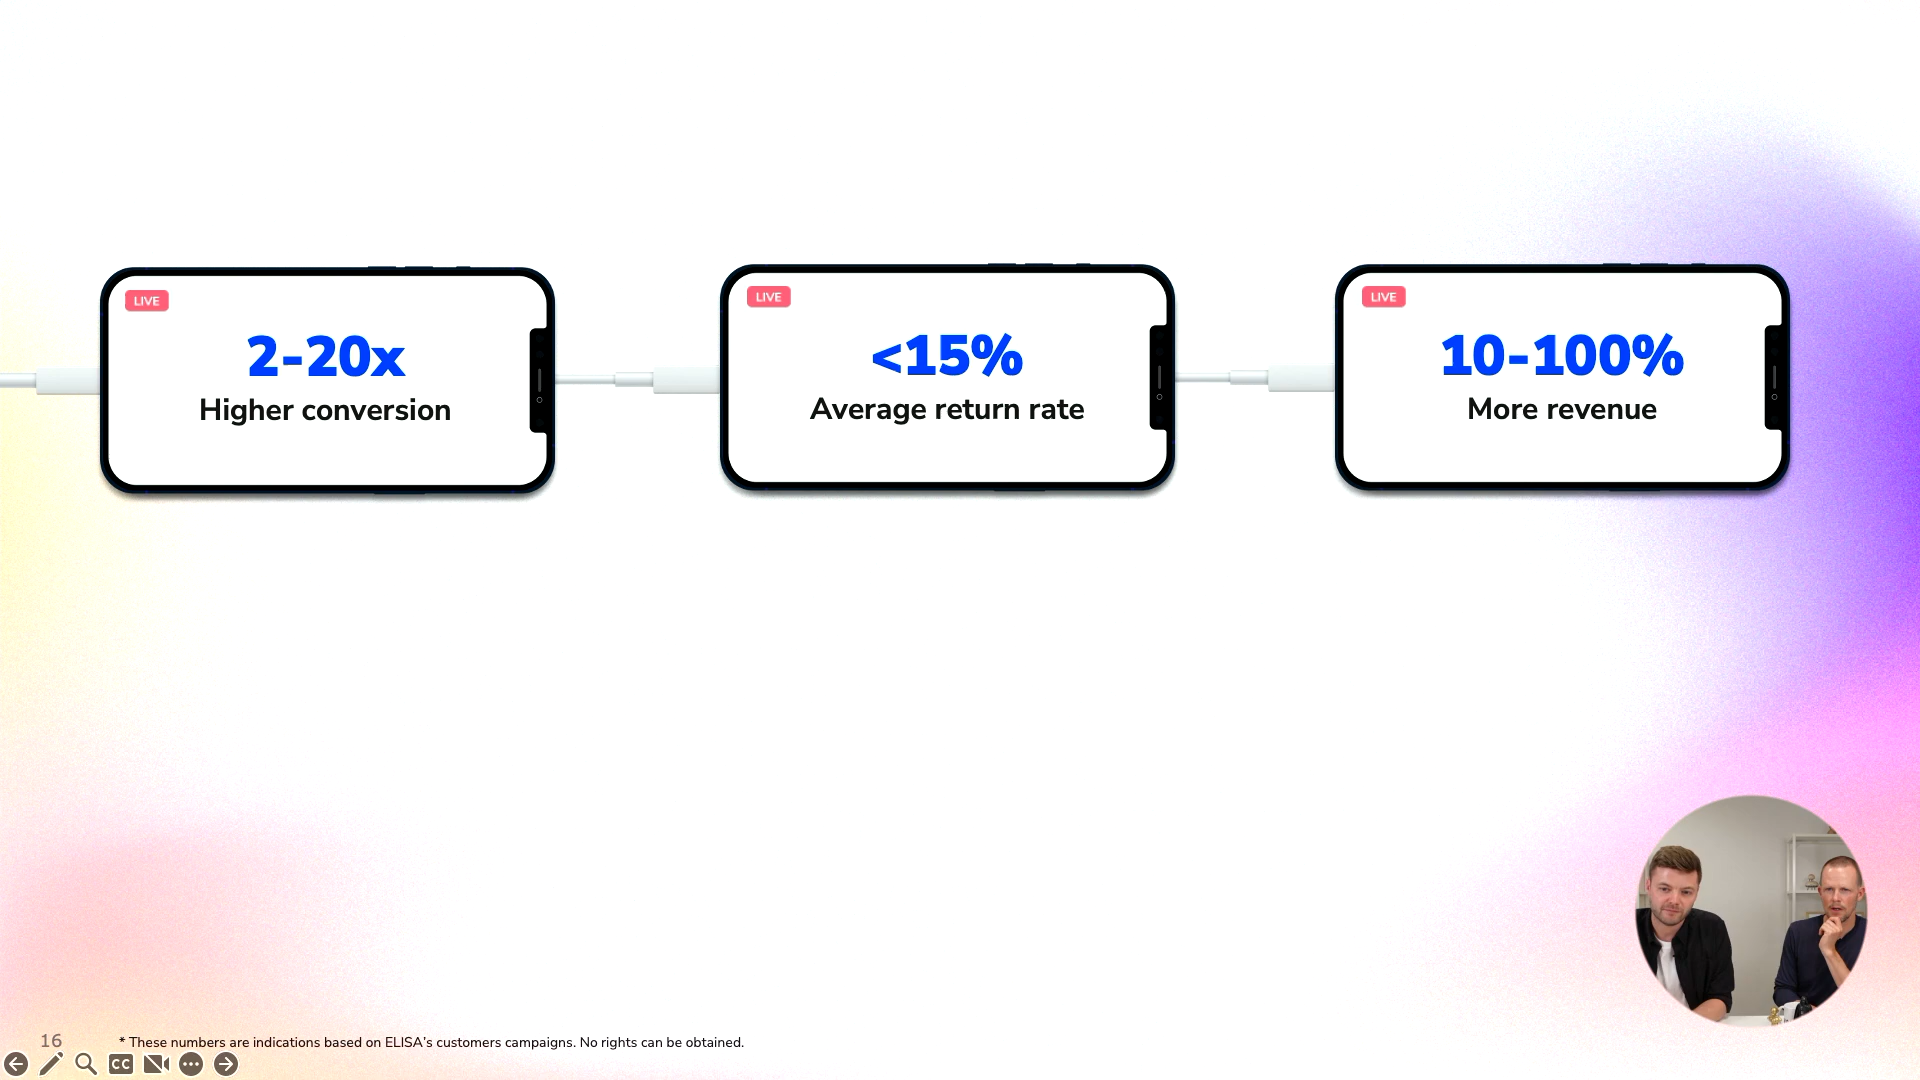 LIVE
2-20x
Higher conversion
LIVE
<15%
Average return rate
LIVE
10-100%
More revenue
16
* These numbers are indications based on ELISA's customers campaigns. No rights can be obtained.
CC